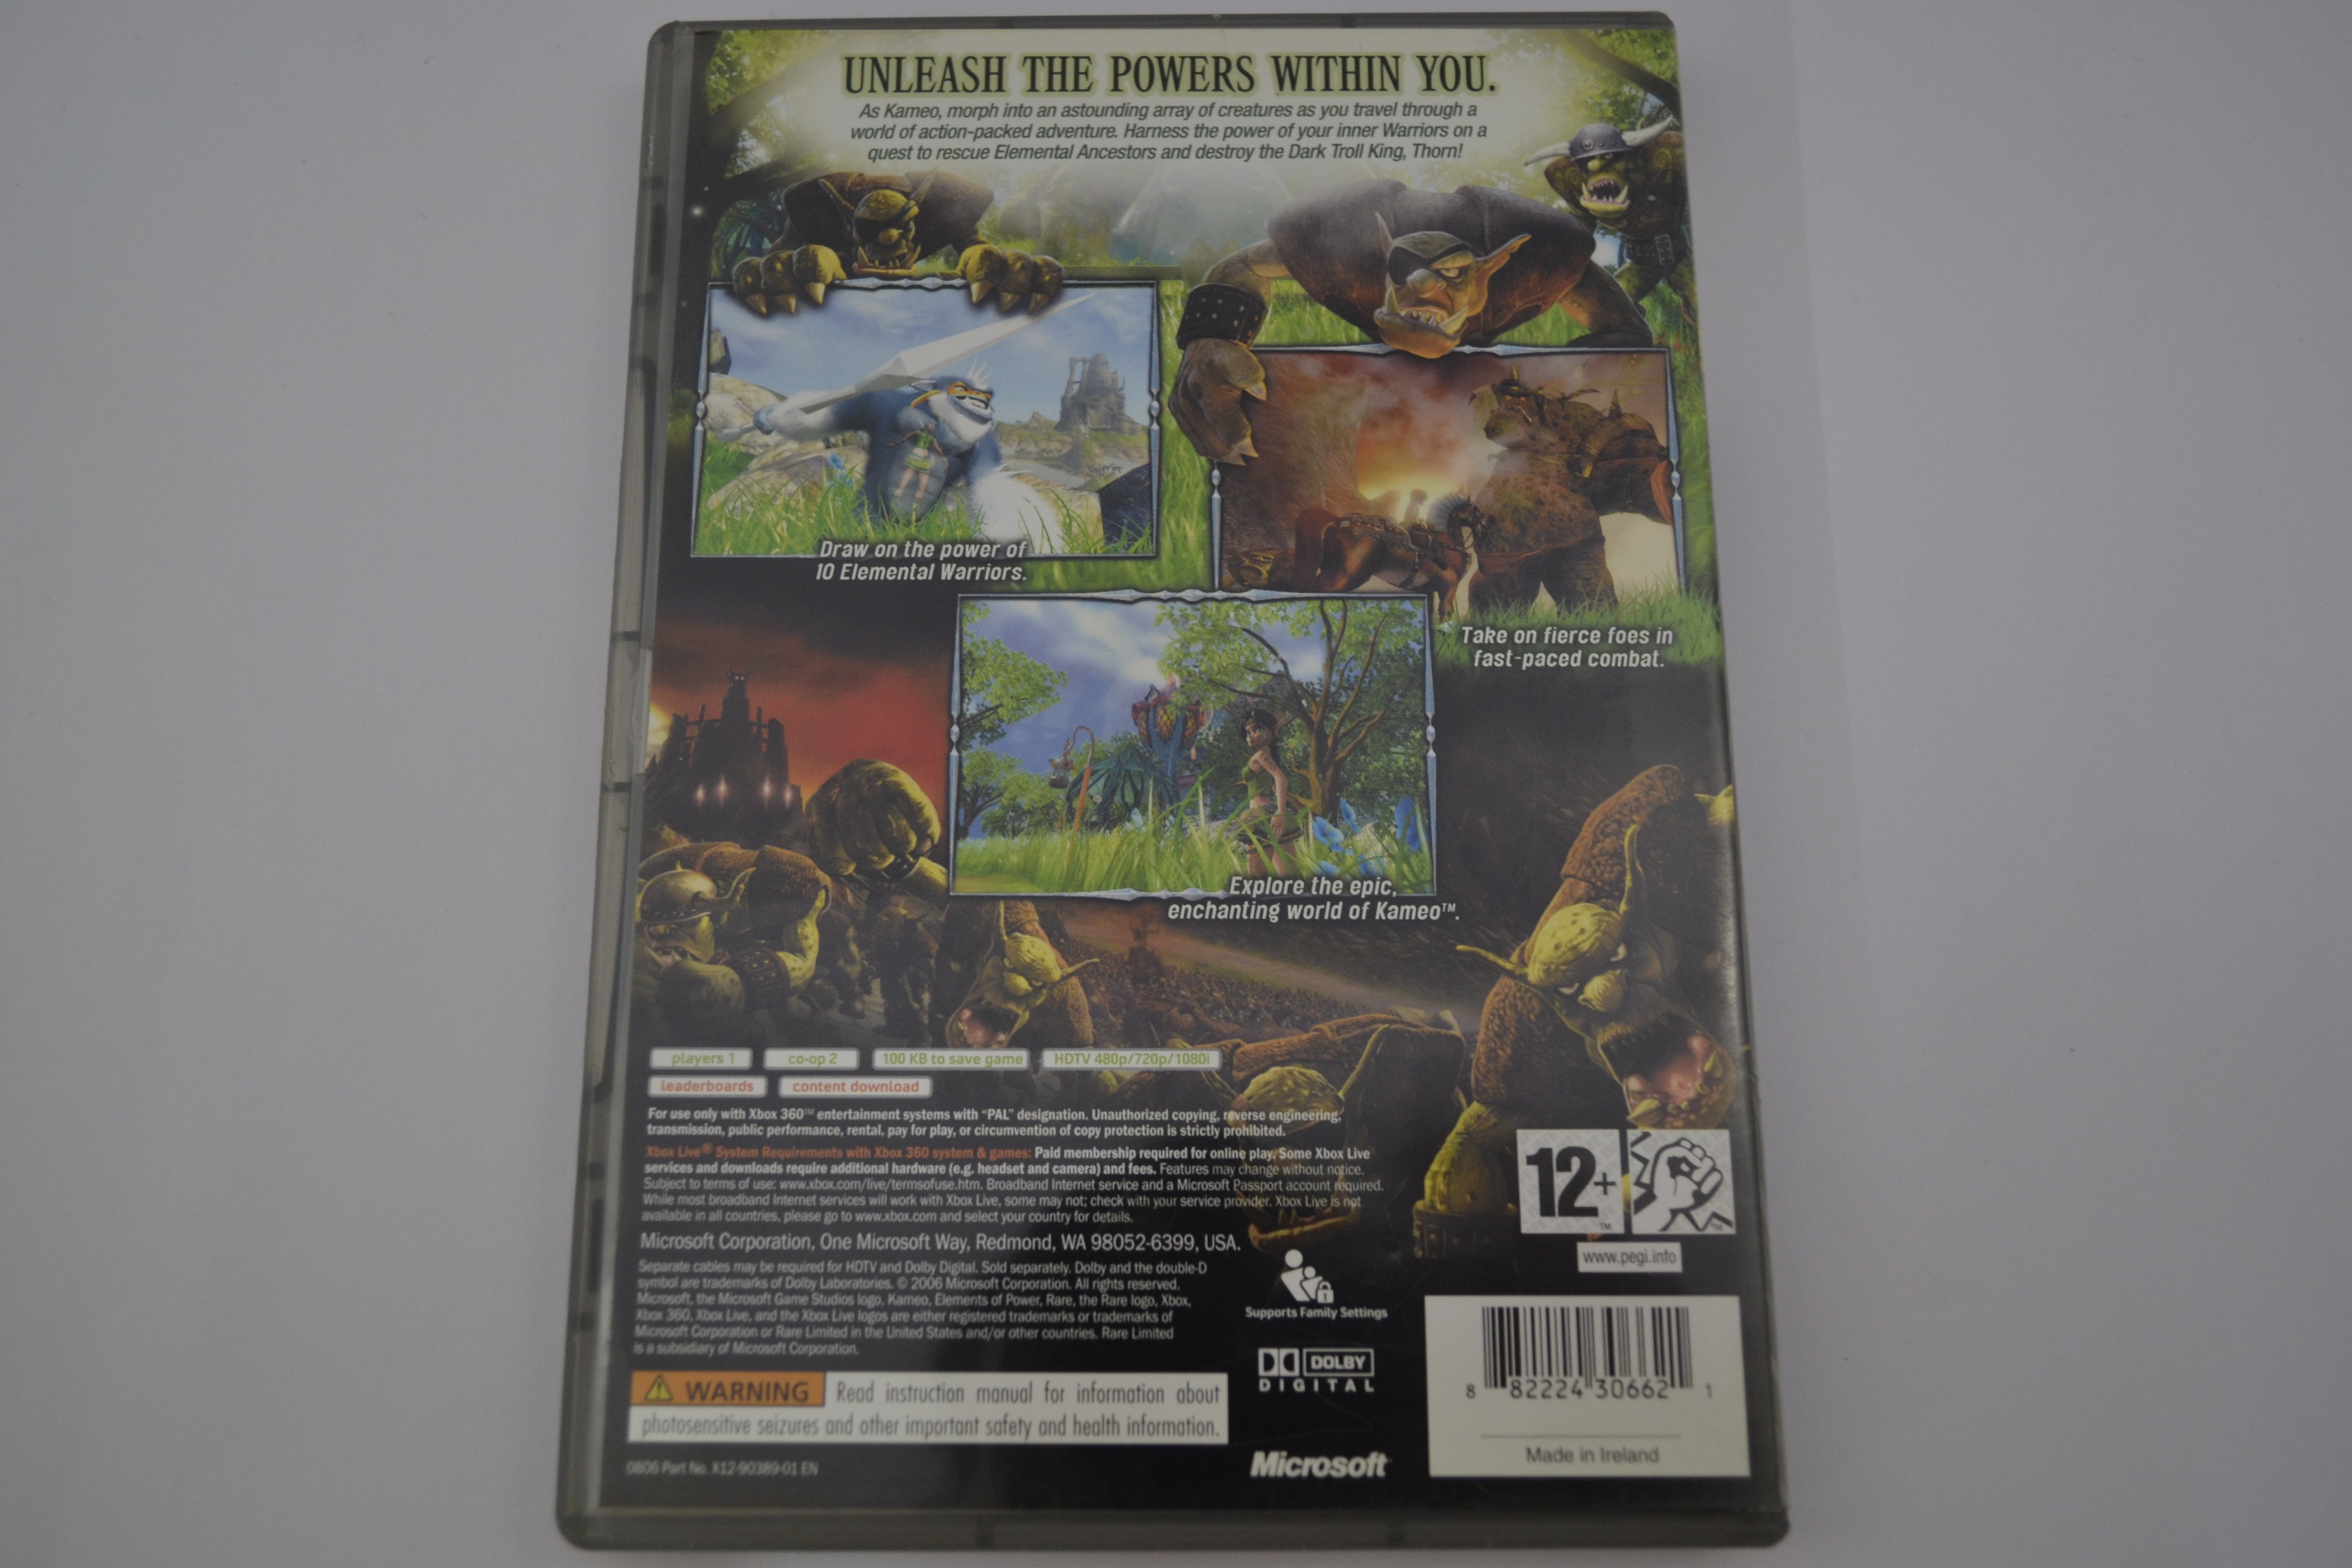 UNLEASH THE POWERS WITHIN YOU.
As Kameo, morph into an astounding array of creatures as you travel through a
world of action-packed adventure. Harness the power of your inner Warriors on a
quest to rescue Elemental Ancestors and destroy the Dark Troll King, Thorn!
Draw on the power of
10 Elemental Warriors.
Take on fierce foes in
fast-paced combat.
Explore the epic,
enchanting world of Kameo™.
players 1
co-op 2
100 KB to save game
HDTV 480p/720p/1080i
leaderboards
content download
For use only with Xbox 360™ entertainment systems with "PAL" designation. Unauthorized copying, reverse engineering,
transmission, public performance, rental, pay for play, or circumvention of copy protection is strictly prohibited.
Xbox Live® System Requirements with Xbox 360 system & games: Paid membership required for online play. Some Xbox Live
services and downloads require additional hardware (e.g. headset and camera) and fees. Features may change without notice.
Subject to terms of use: www.xbox.com/live/termsofuse.htm. Broadband Internet service and a Microsoft Passport account required.
While most broadband Internet services will work with Xbox Live, some may not; check with your service provider. Xbox Live is not
available in all countries, please go to www.xbox.com and select your country for details.
Microsoft Corporation, One Microsoft Way, Redmond, WA 98052-6399, USA.
Separate cables may be required for HDTV and Dolby Digital. Sold separately. Dolby and the double-D
symbol are trademarks of Dolby Laboratories. © 2006 Microsoft Corporation. All rights reserved.
Microsoft, the Microsoft Game Studios logo, Kameo, Elements of Power, Rare, the Rare logo, Xbox,
Xbox 360, Xbox Live, and the Xbox Live logos are either registered trademarks or trademarks of
Microsoft Corporation or Rare Limited in the United States and/or other countries. Rare Limited
is a subsidiary of Microsoft Corporation.
WARNING Read instruction manual for information about
photosensitive seizures and other important safety and health information.
0806 Part No. X12-90389-01 EN
Supports Family Settings
DOLBY
DIGITAL
Microsoft
12+™
™
www.pegi.info
8 82224 30662 1
Made in Ireland